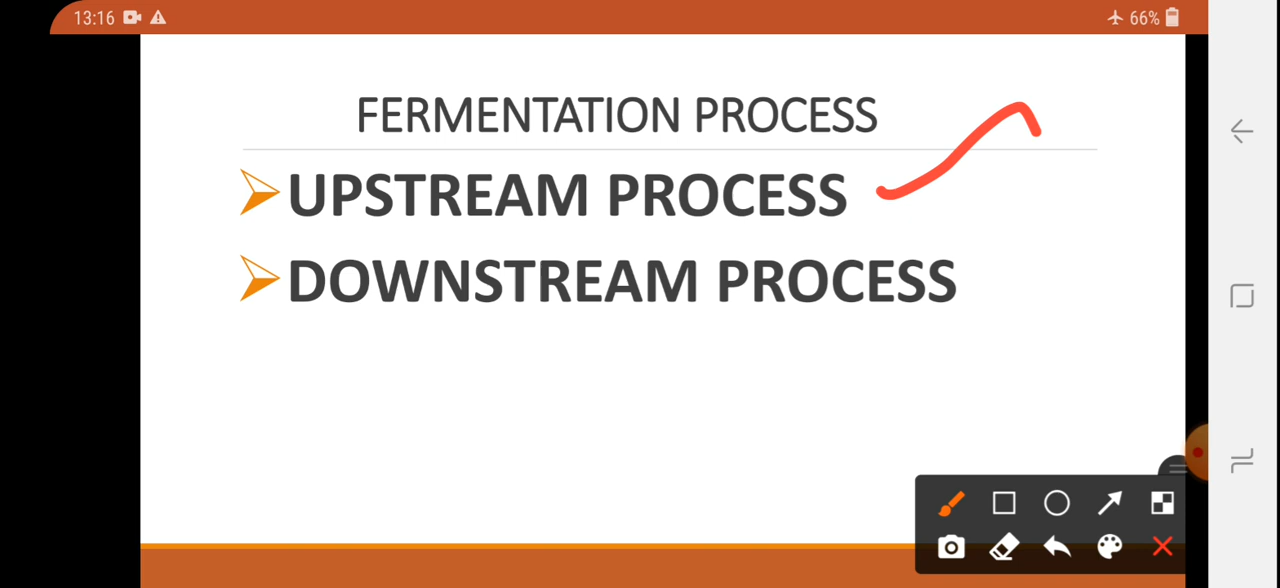 13:16 66%
FERMENTATION PROCESS
UPSTREAM PROCESS
DOWNSTREAM PROCESS